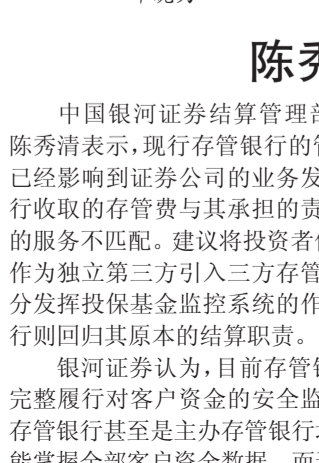 陈秀
中国银河证券结算管理部
陈秀清表示,现行存管银行的管
已经影响到证券公司的业务发
行收取的存管费与其承担的责
的服务不匹配。建议将投资者
作为独立第三方引入三方存管
分发挥投保基金监控系统的作
行则回归其原本的结算职责。
银河证券认为,目前存管银
完整履行对客户资金的安全监
存管银行甚至是主办存管银行
能掌握全部客户资金数据,而